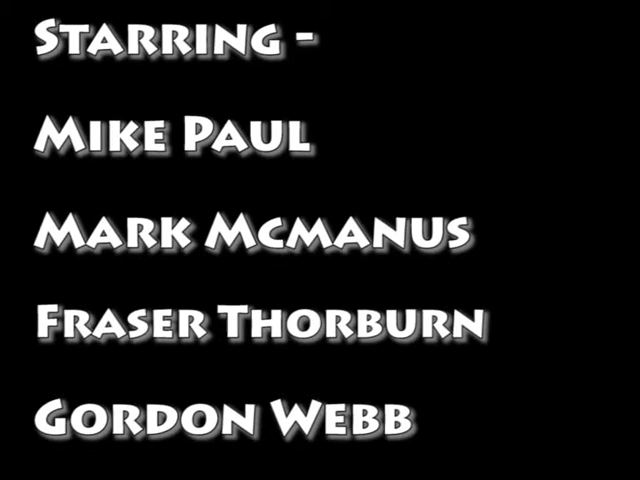 Starring -
Mike Paul
Mark Mcmanus
Fraser Thorburn
Gordon Webb